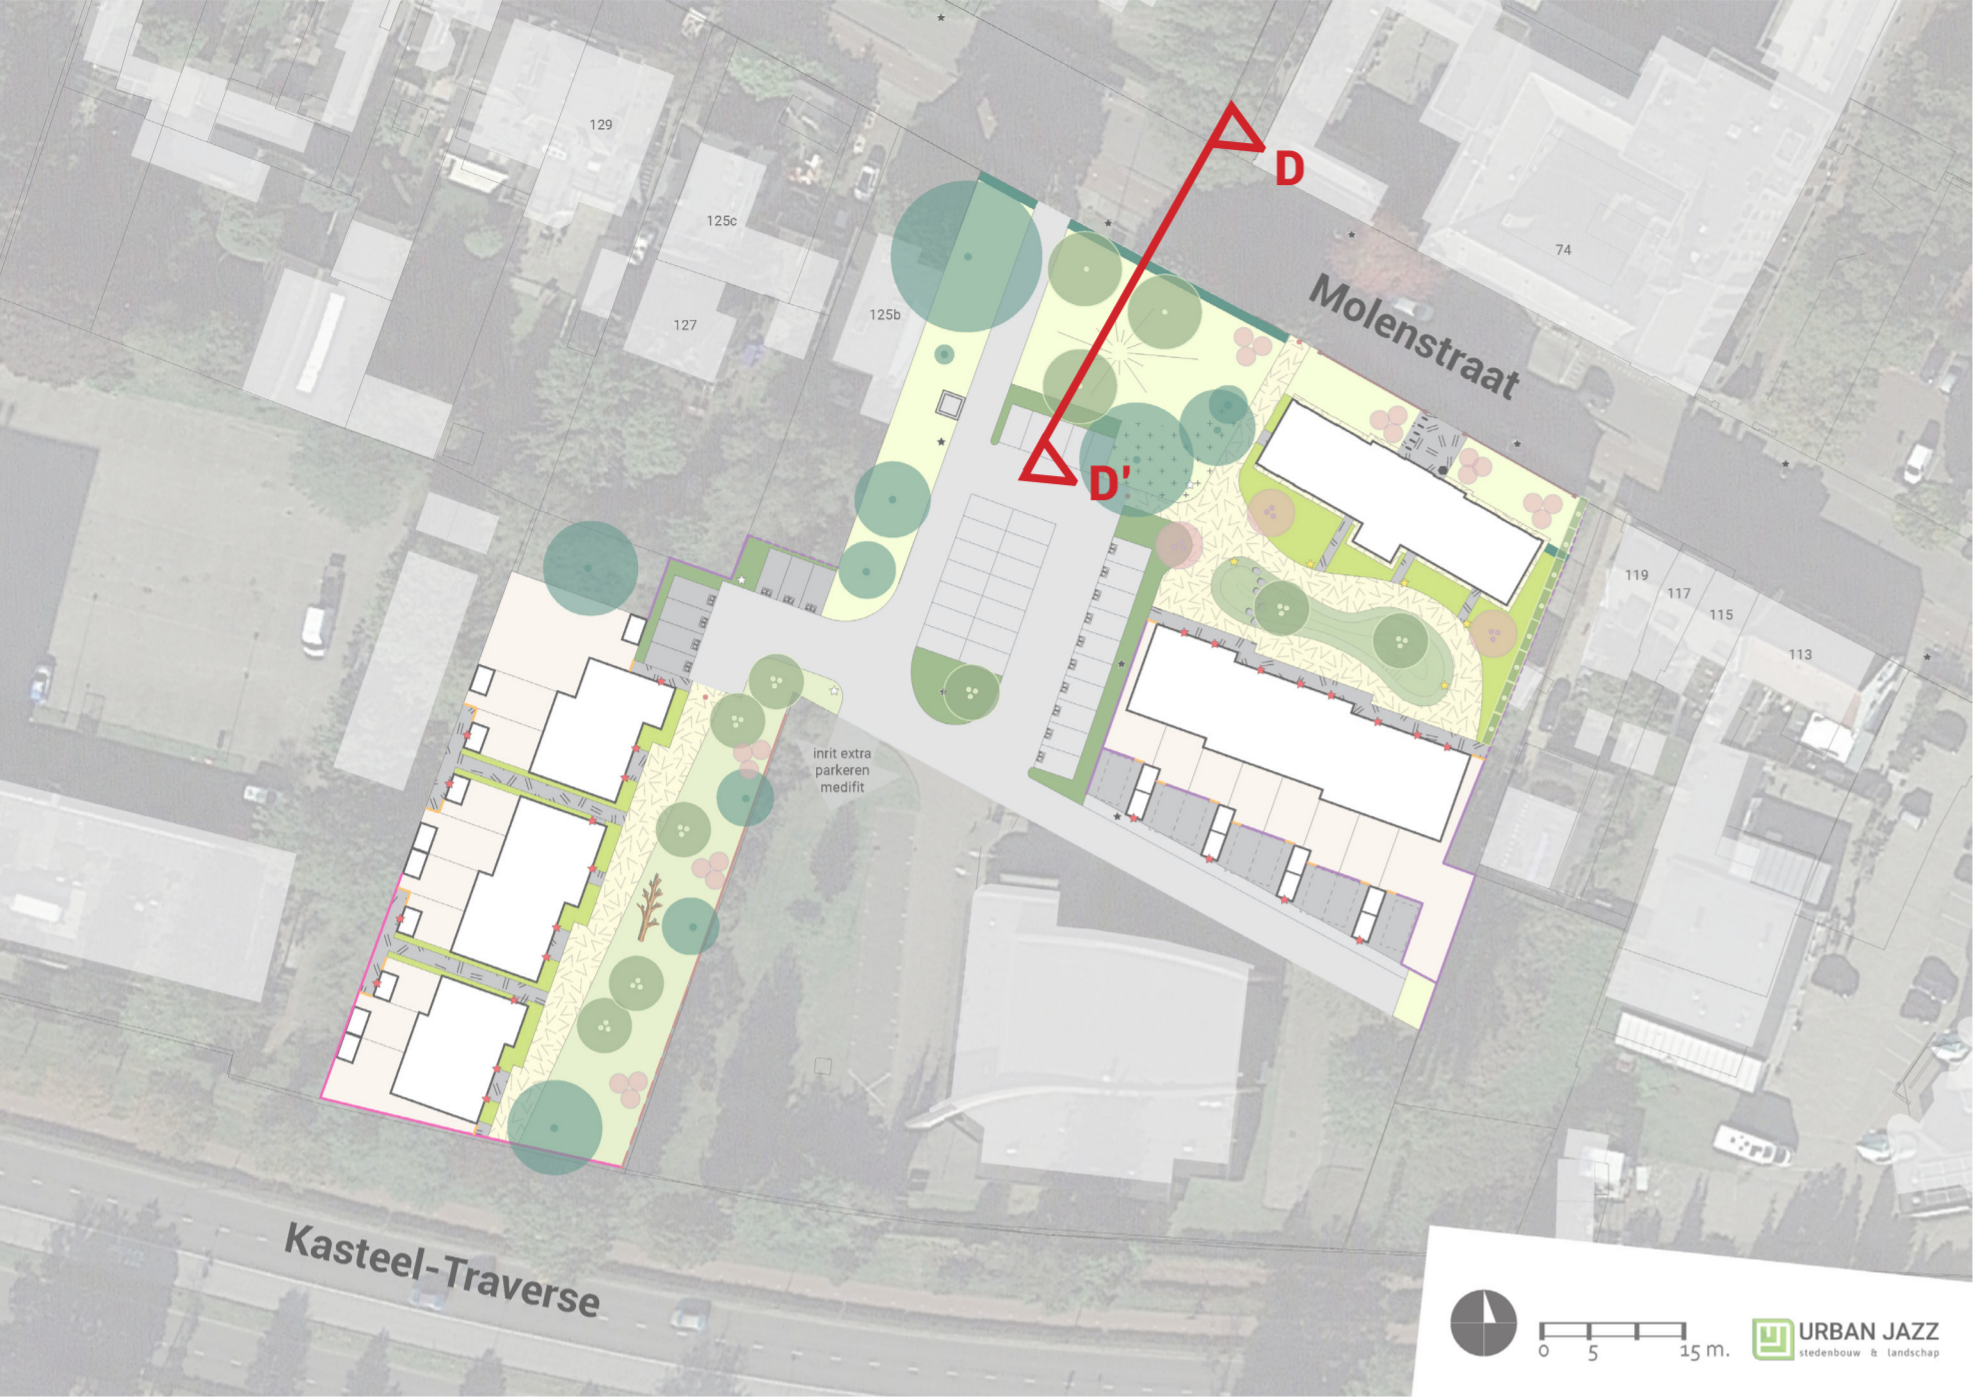 129
D
125c
74
125b
127
Molenstraat
D'
119
117
115
113
inrit extra
parkeren
medifit
Kasteel-Traverse
0 5 15 m.
URBAN JAZZ
stedenbouw & landschap